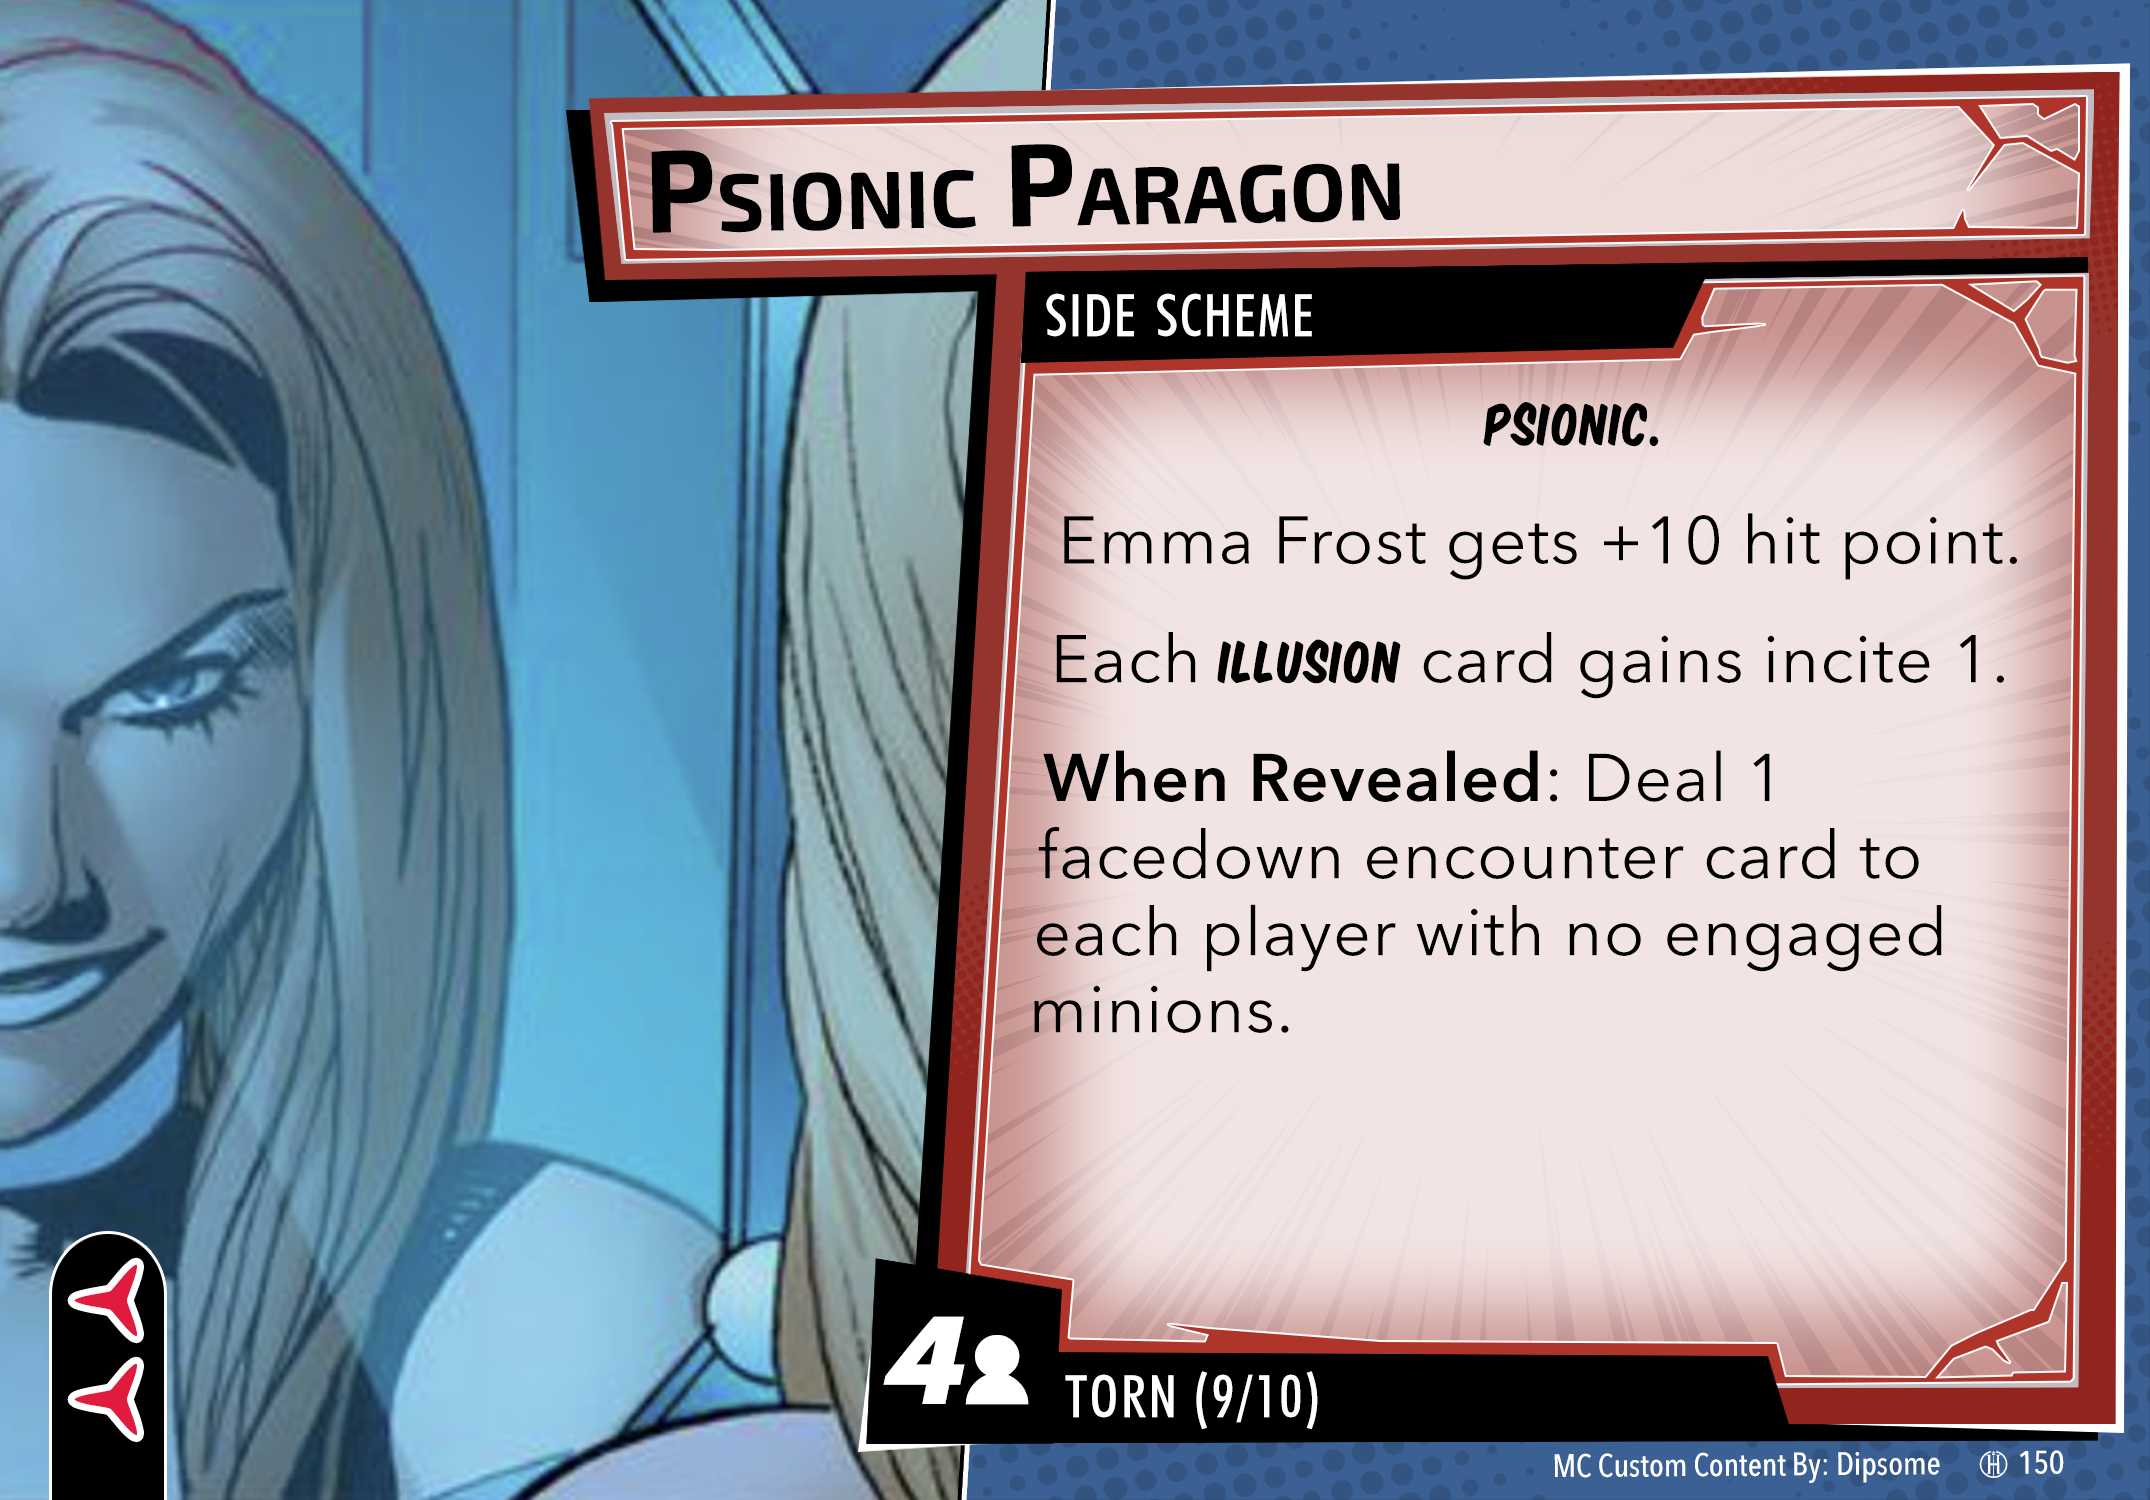 PSIONIC PARAGON
SIDE SCHEME
PSIONIC.
Emma Frost gets +10 hit point.
Each ILLUSION card gains incite 1.
When Revealed: Deal 1
facedown encounter card to
each player with no engaged
minions.
4
TORN (9/10)
MC Custom Content By: Dipsome 150